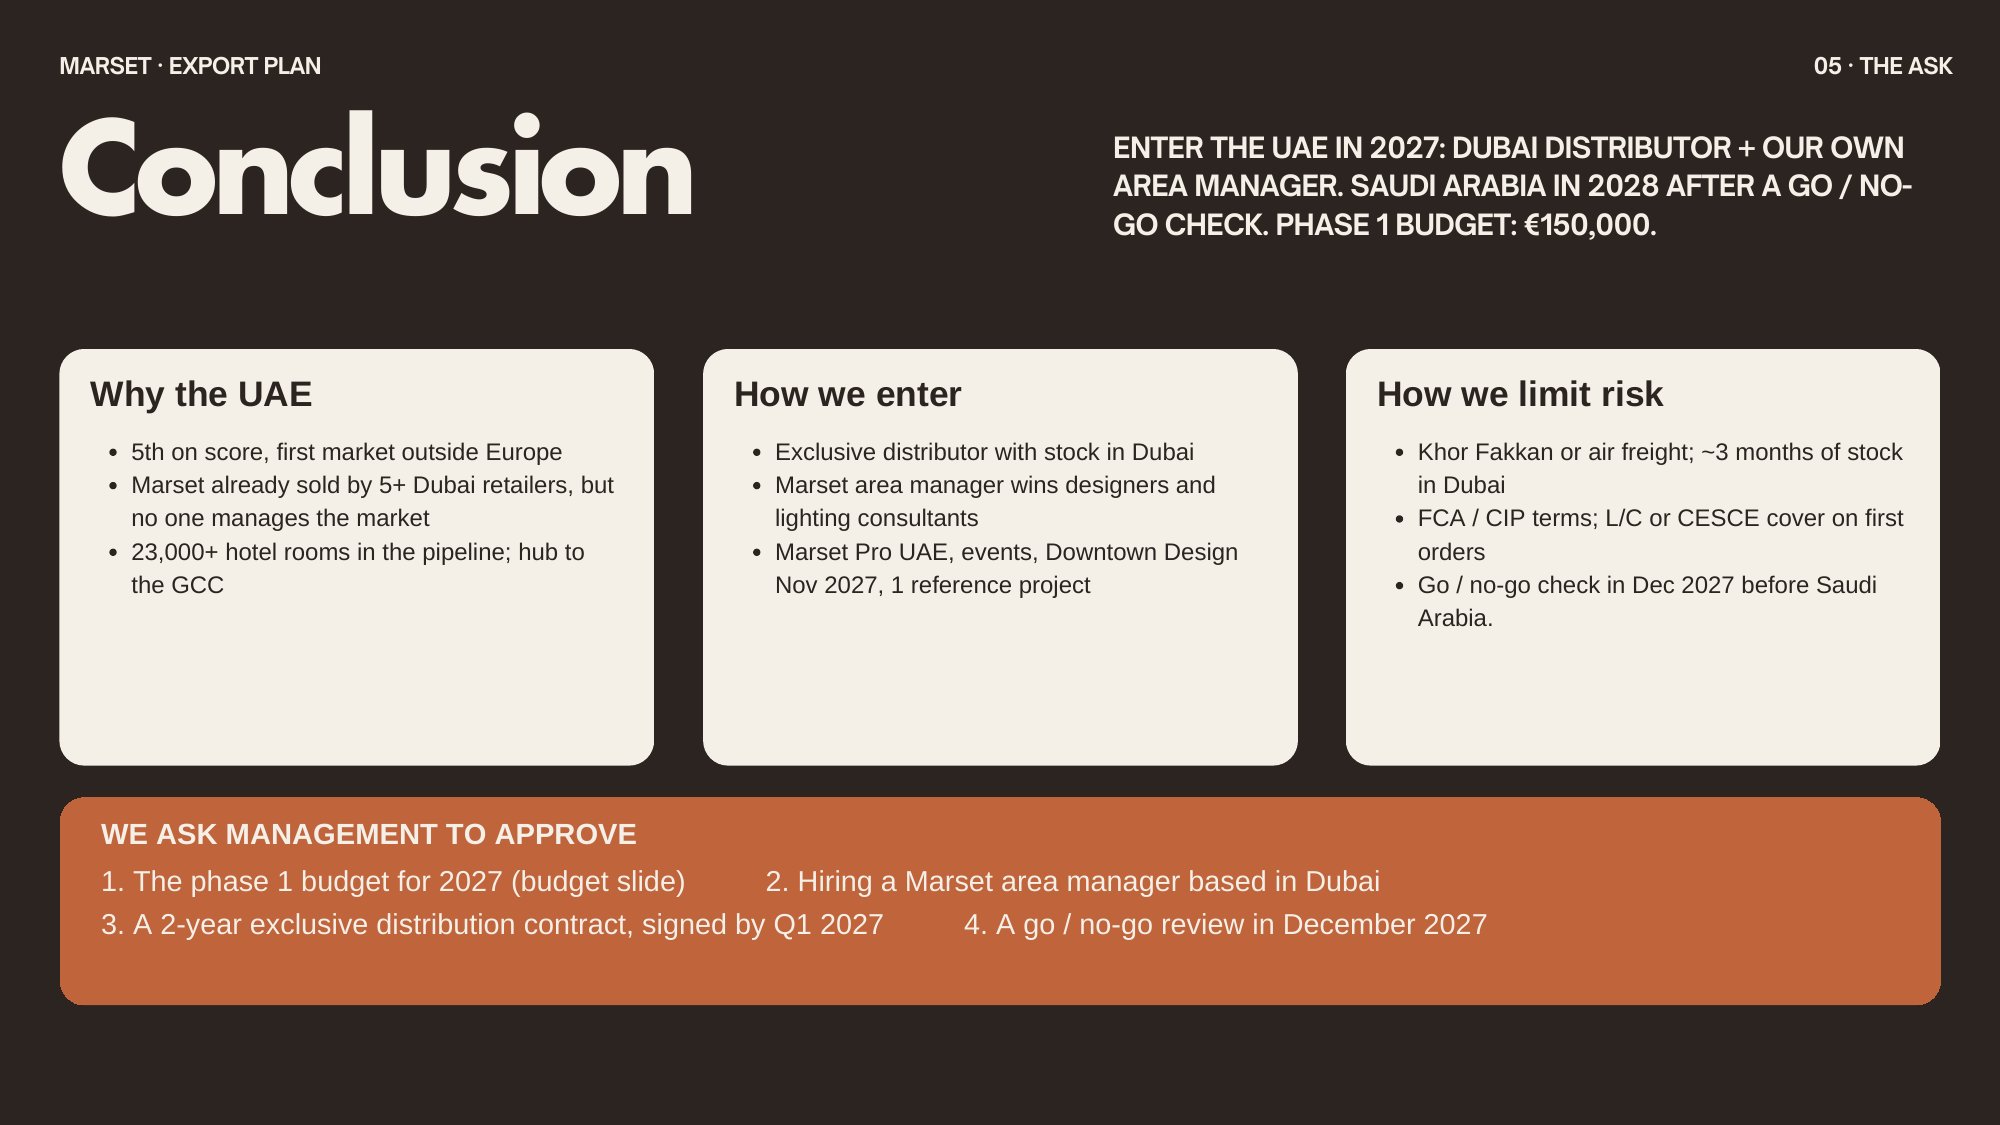 MARSET · EXPORT PLAN
05 · THE ASK
Conclusion
ENTER THE UAE IN 2027: DUBAI DISTRIBUTOR + OUR OWN
AREA MANAGER. SAUDI ARABIA IN 2028 AFTER A GO / NO-
GO CHECK. PHASE 1 BUDGET: €150,000.
Why the UAE
• 5th on score, first market outside Europe
• Marset already sold by 5+ Dubai retailers, but
no one manages the market
• 23,000+ hotel rooms in the pipeline; hub to
the GCC
How we enter
• Exclusive distributor with stock in Dubai
• Marset area manager wins designers and
lighting consultants
• Marset Pro UAE, events, Downtown Design
Nov 2027, 1 reference project
How we limit risk
• Khor Fakkan or air freight; ~3 months of stock
in Dubai
• FCA / CIP terms; L/C or CESCE cover on first
orders
• Go / no-go check in Dec 2027 before Saudi
Arabia.
WE ASK MANAGEMENT TO APPROVE
1. The phase 1 budget for 2027 (budget slide) 2. Hiring a Marset area manager based in Dubai
3. A 2-year exclusive distribution contract, signed by Q1 2027 4. A go / no-go review in December 2027